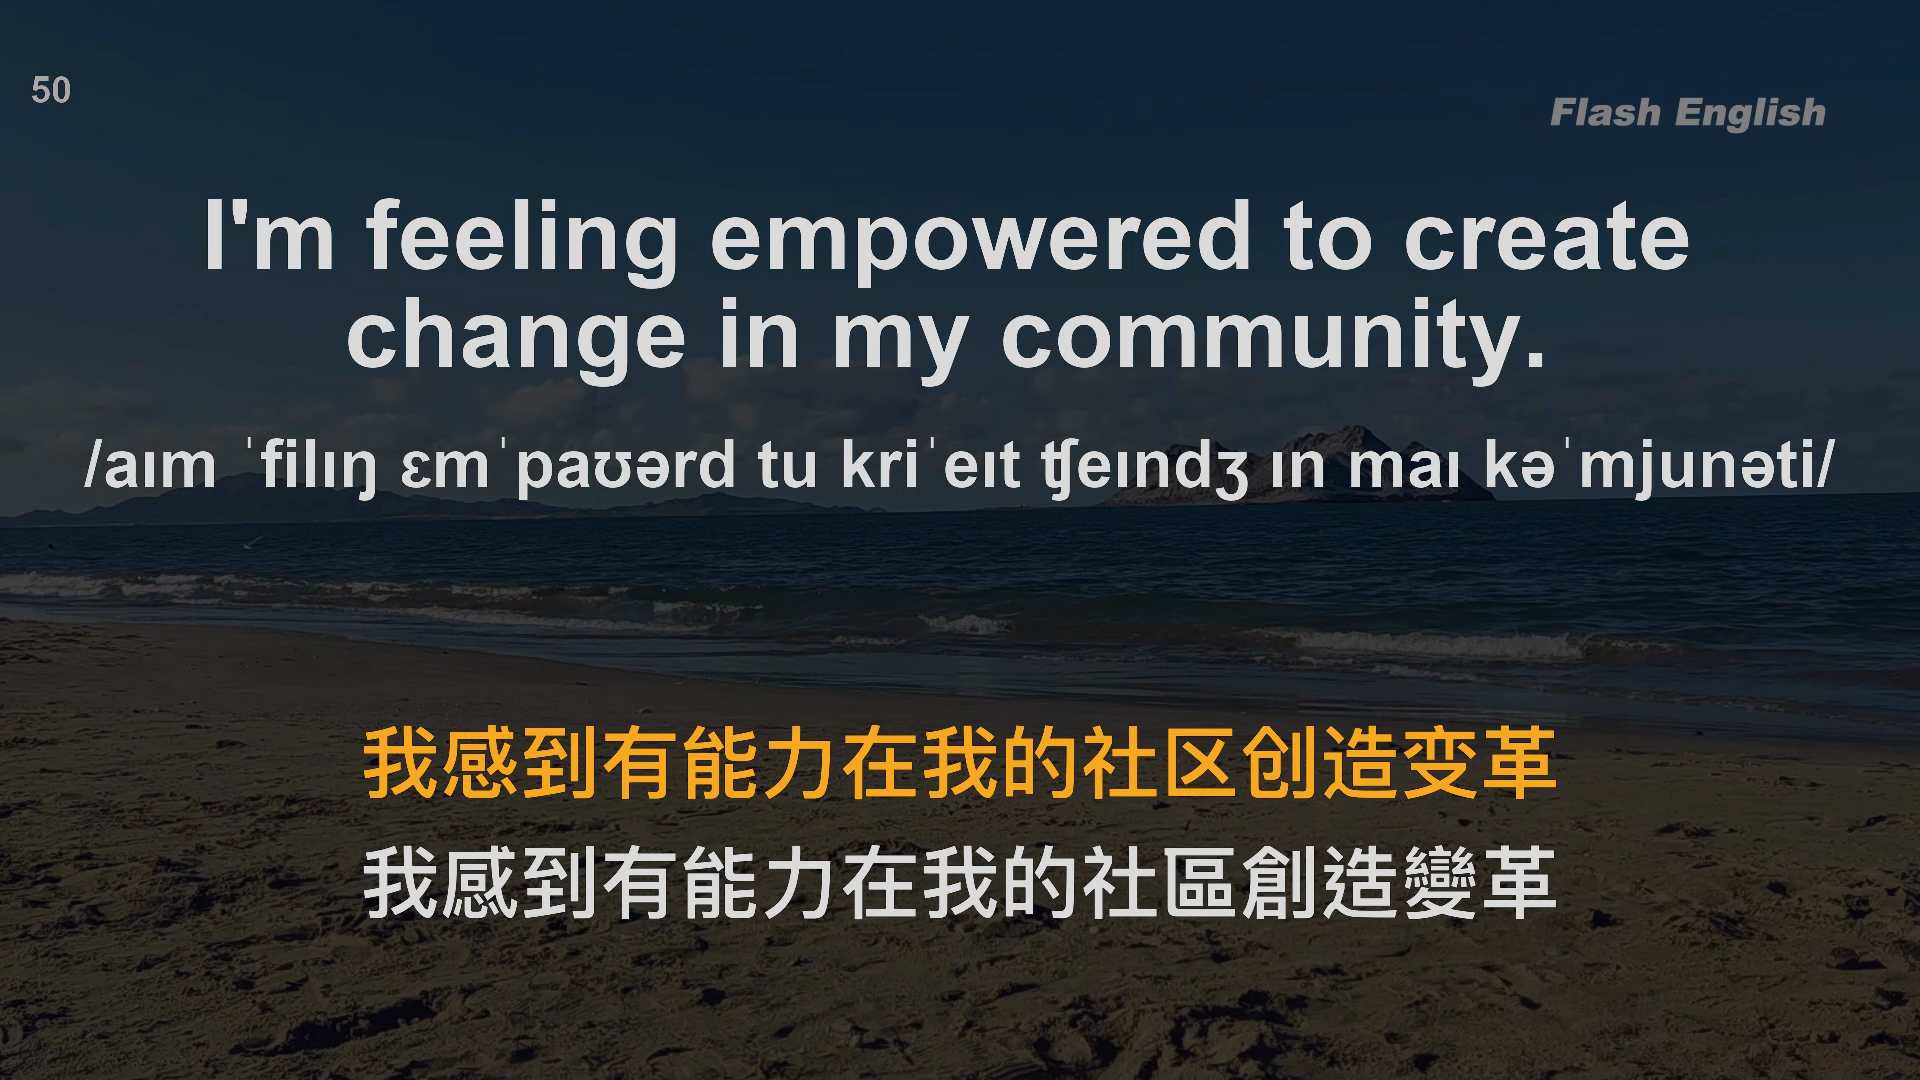 50
Flash English
I'm feeling empowered to create
change in my community.
/aɪm ˈfilɪŋ ɛmˈpaʊərd tu kriˈeɪt ʧeɪndʒ ɪn maɪ kəˈmjunəti/
我感到有能力在我的社区创造变革
我感到有能力在我的社區創造變革